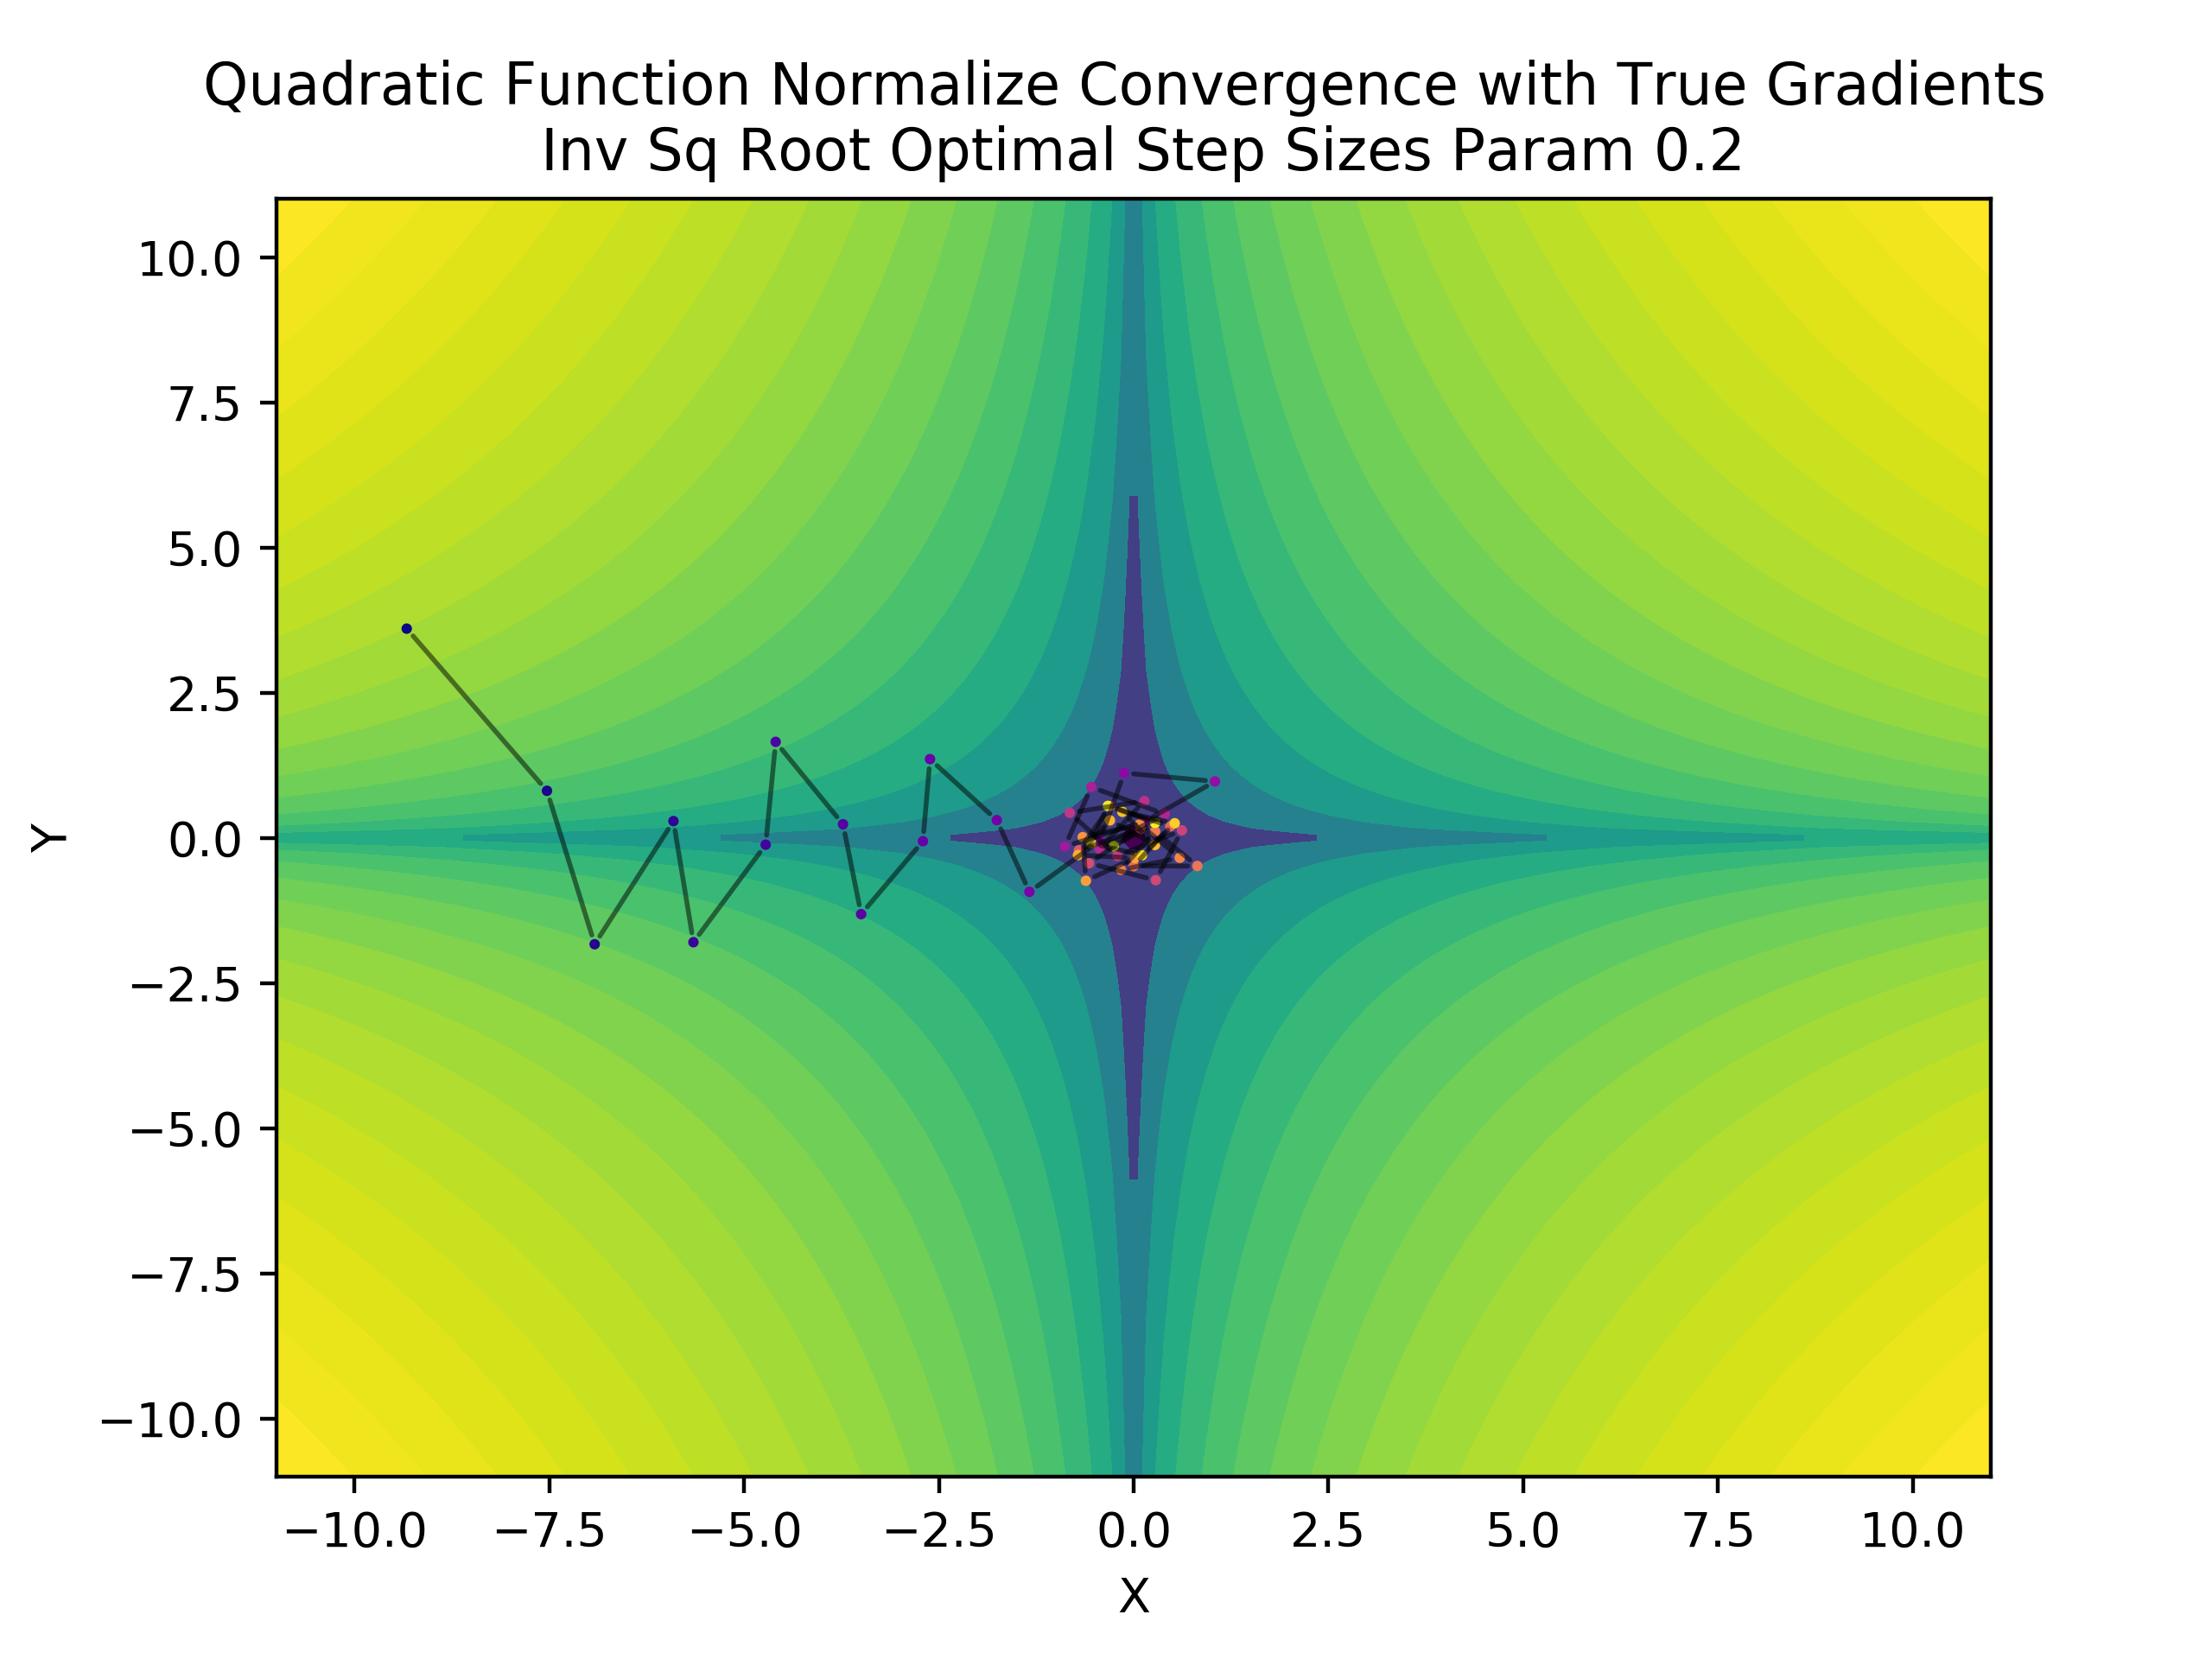 Quadratic Function Normalize Convergence with True Gradients
Inv Sq Root Optimal Step Sizes Param 0.2
10.0
7.5
5.0
2.5
0.0
−2.5
−5.0
−7.5
−10.0
Y
−10.0 −7.5 −5.0 −2.5 0.0 2.5 5.0 7.5 10.0
X